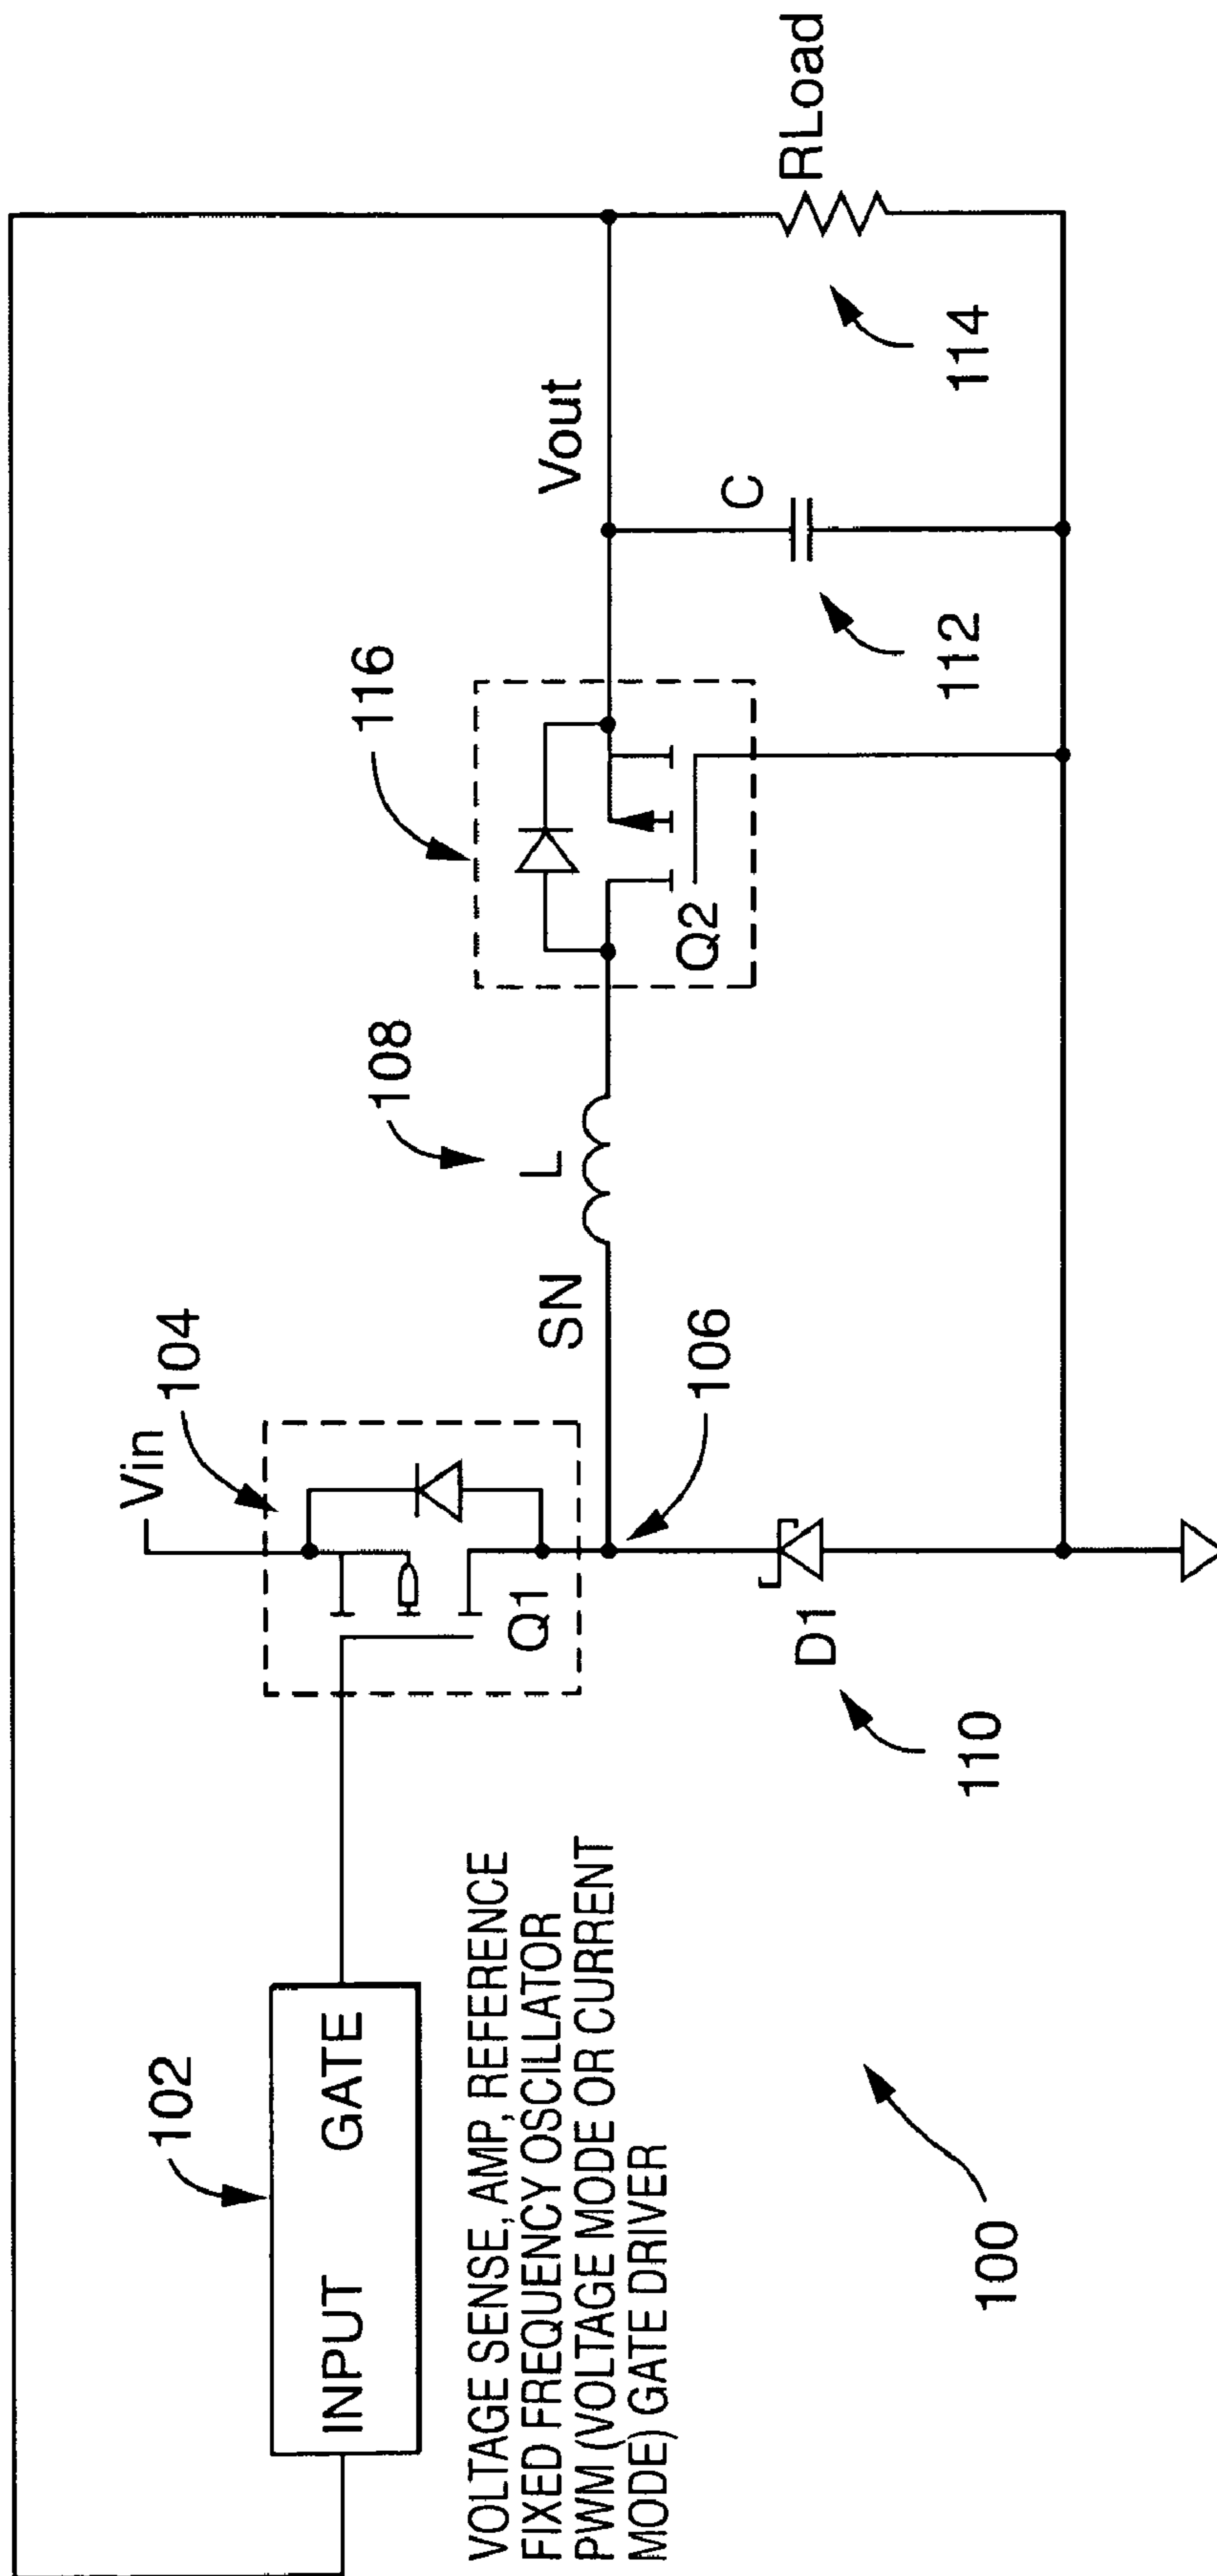 102
INPUT GATE
VOLTAGE SENSE, AMP, REFERENCE
FIXED FREQUENCY OSCILLATOR
PWM (VOLTAGE MODE OR CURRENT
MODE) GATE DRIVER
Vin
104
Q1
106
SN
L
108
D1
110
116
Q2
Vout
C
112
RLoad
114
100